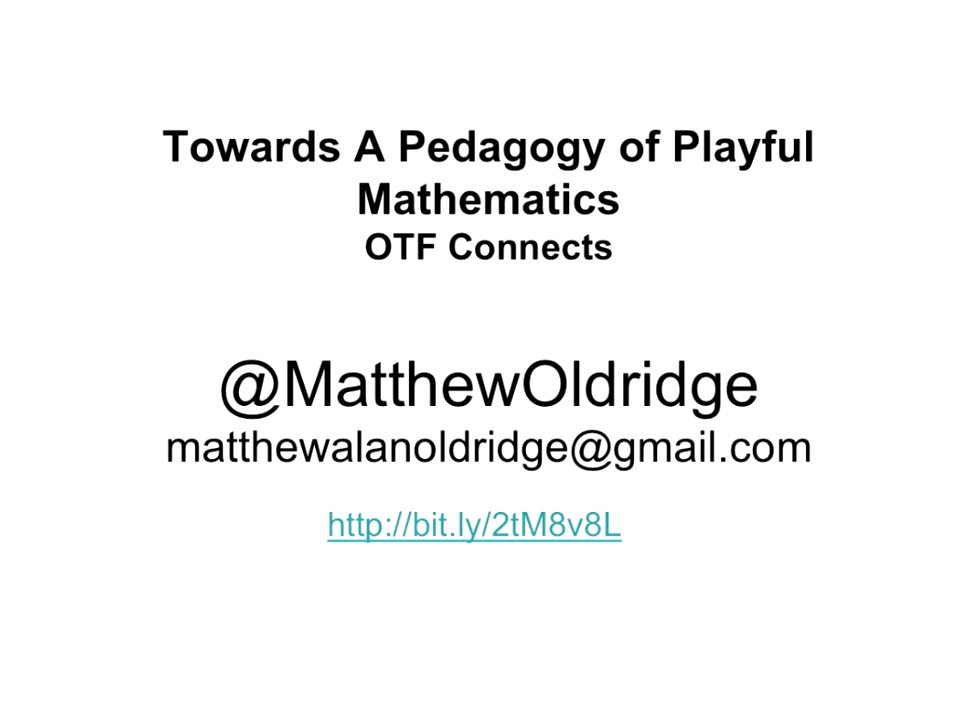 Towards A Pedagogy of Playful
Mathematics
OTF Connects
@MatthewOldridge
matthewalanoldridge@gmail.com
http://bit.ly/2tM8v8L